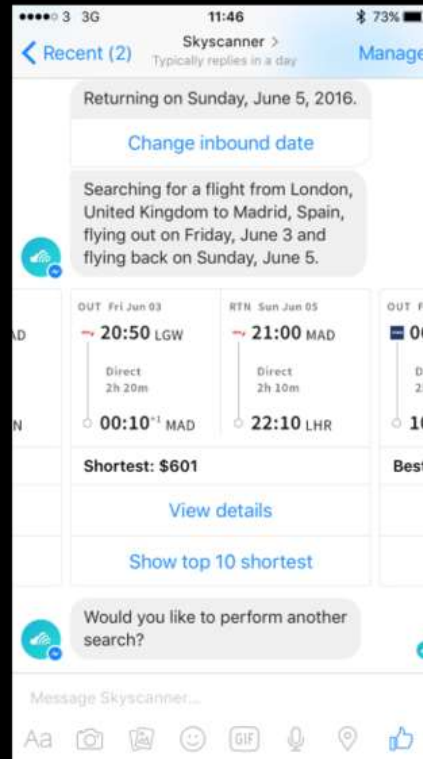 3 3G 11:46 73%
Recent (2) Skyscanner > Manage
Typically replies in a day
Returning on Sunday, June 5, 2016.
Change inbound date
Searching for a flight from London,
United Kingdom to Madrid, Spain,
flying out on Friday, June 3 and
flying back on Sunday, June 5.
OUT Fri Jun 03
20:50 LGW
Direct
2h 20m
00:10+1 MAD
RTN Sun Jun 05
21:00 MAD
Direct
2h 10m
22:10 LHR
OUT
Shortest: $601
View details
Show top 10 shortest
Would you like to perform another
search?
Message Skyscanner...
Aa GIF